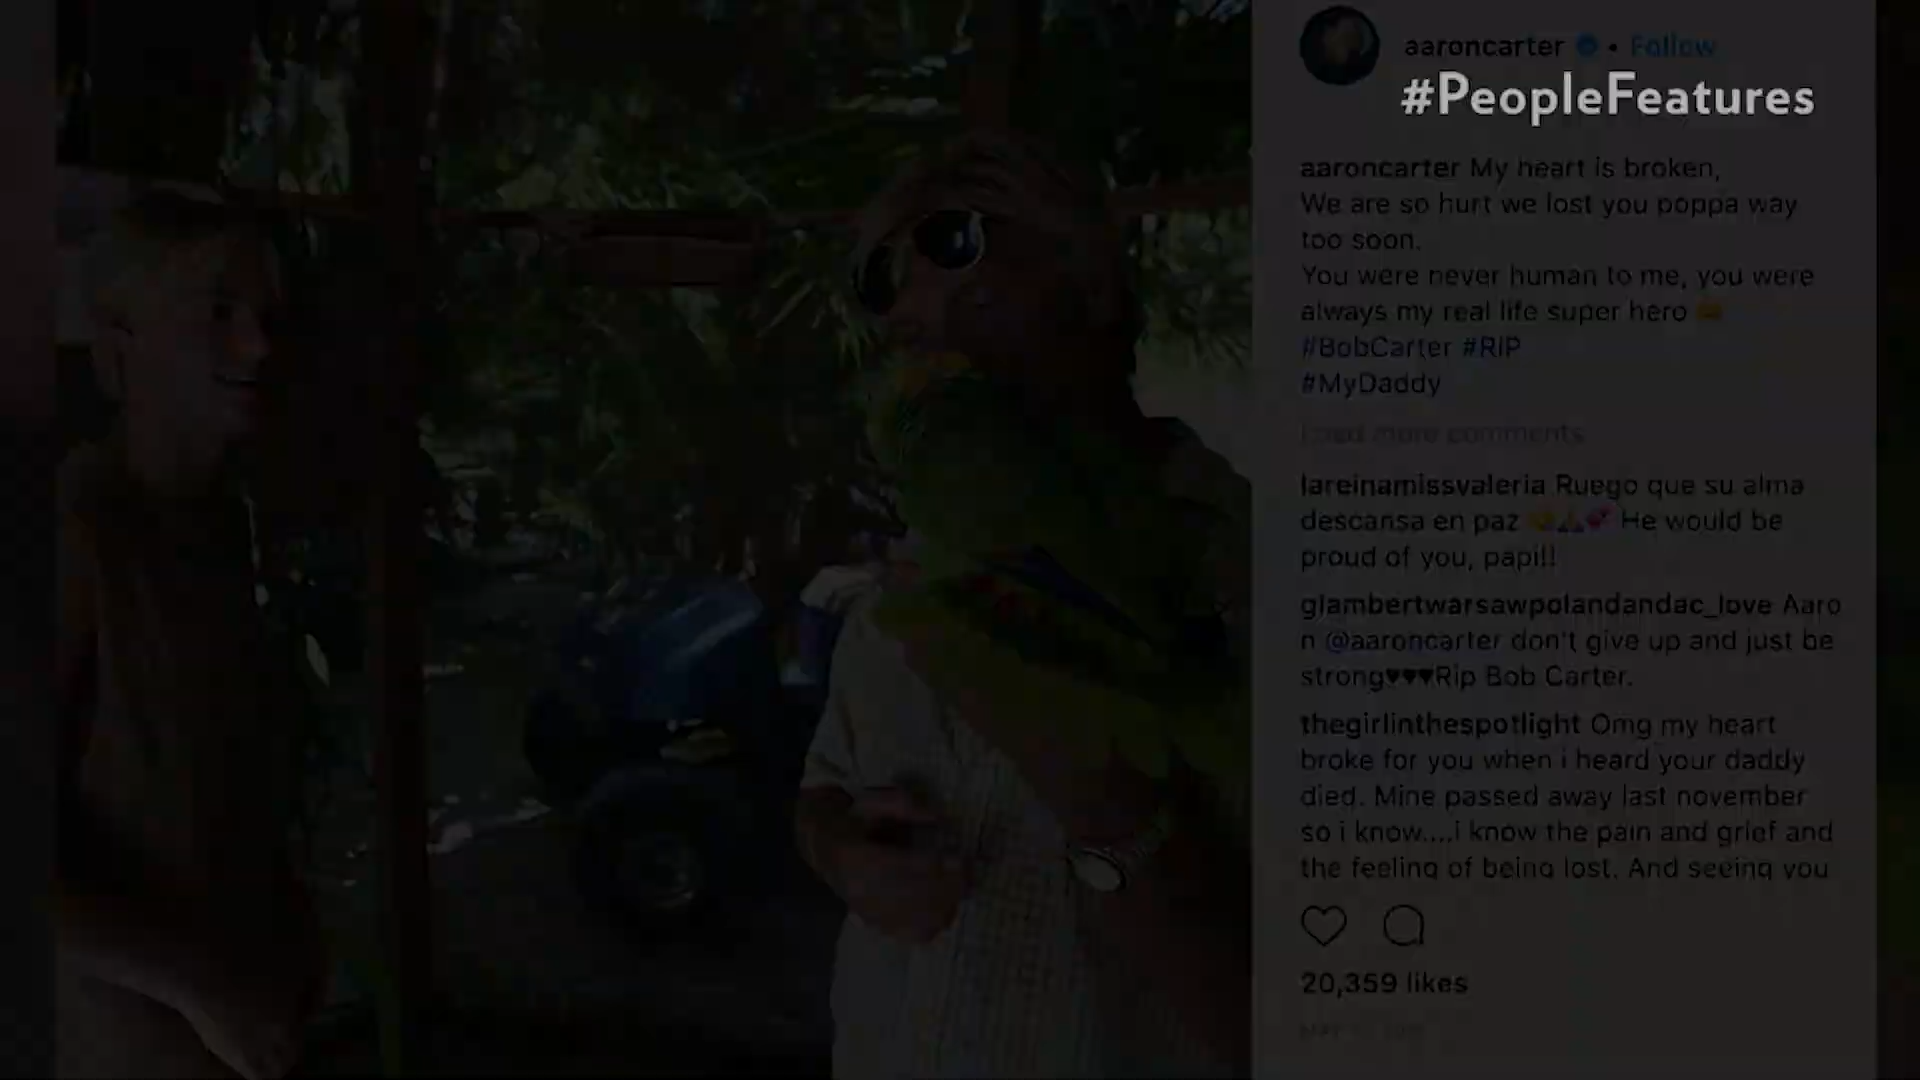 aaroncarter • Follow
#PeopleFeatures
aaroncarter My heart is broken,
We are so hurt we lost you poppa way
too soon.
You were never human to me, you were
always my real life super hero
#BobCarter #RIP
#MyDaddy
Load more comments
lareinamissvaleria Ruego que su alma
descansa en paz 😔🙏💕 He would be
proud of you, papi!!
glambertwarsawpolandandac_love Aaro
n @aaroncarter don't give up and just be
strong♥♥♥Rip Bob Carter.
thegirlinthespotlight Omg my heart
broke for you when i heard your daddy
died. Mine passed away last november
so i know....i know the pain and grief and
the feeling of being lost. And seeing you
20,359 likes
MAY